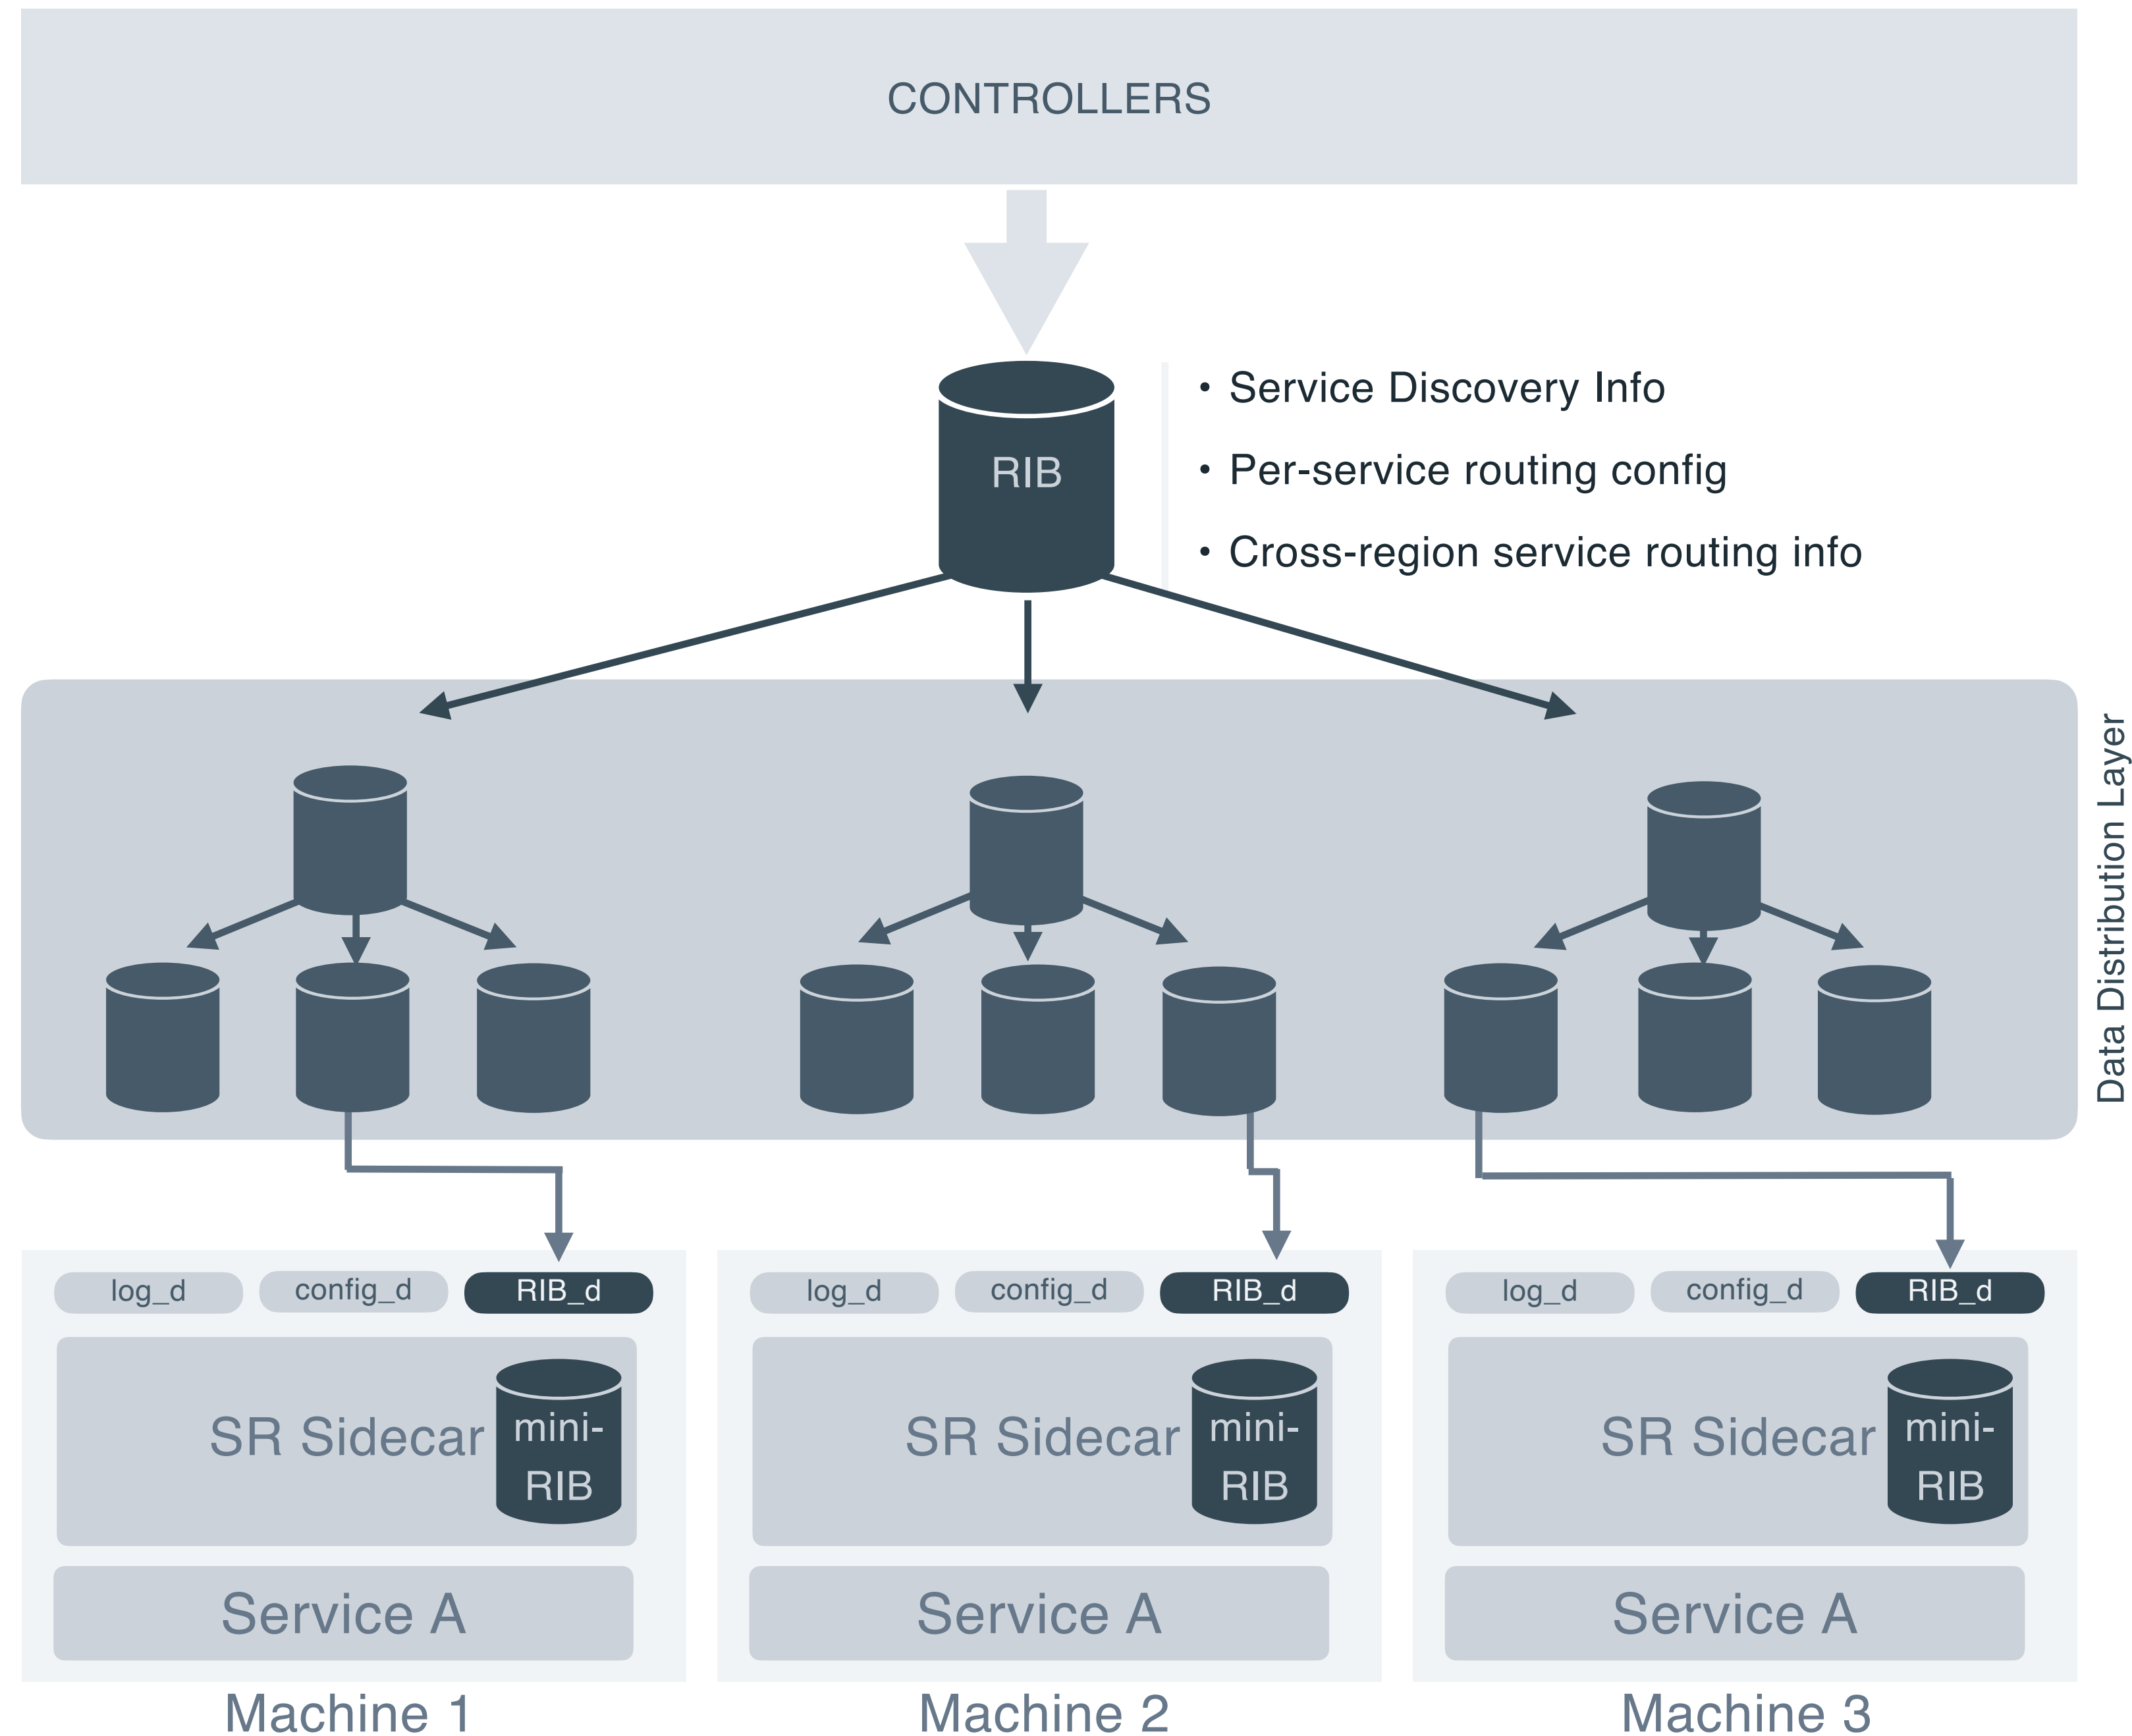 CONTROLLERS
RIB
• Service Discovery Info
• Per-service routing config
• Cross-region service routing info
Data Distribution Layer
log_d
config_d
RIB_d
SR Sidecar
mini-
RIB
Service A
Machine 1
log_d
config_d
RIB_d
SR Sidecar
mini-
RIB
Service A
Machine 2
log_d
config_d
RIB_d
SR Sidecar
mini-
RIB
Service A
Machine 3